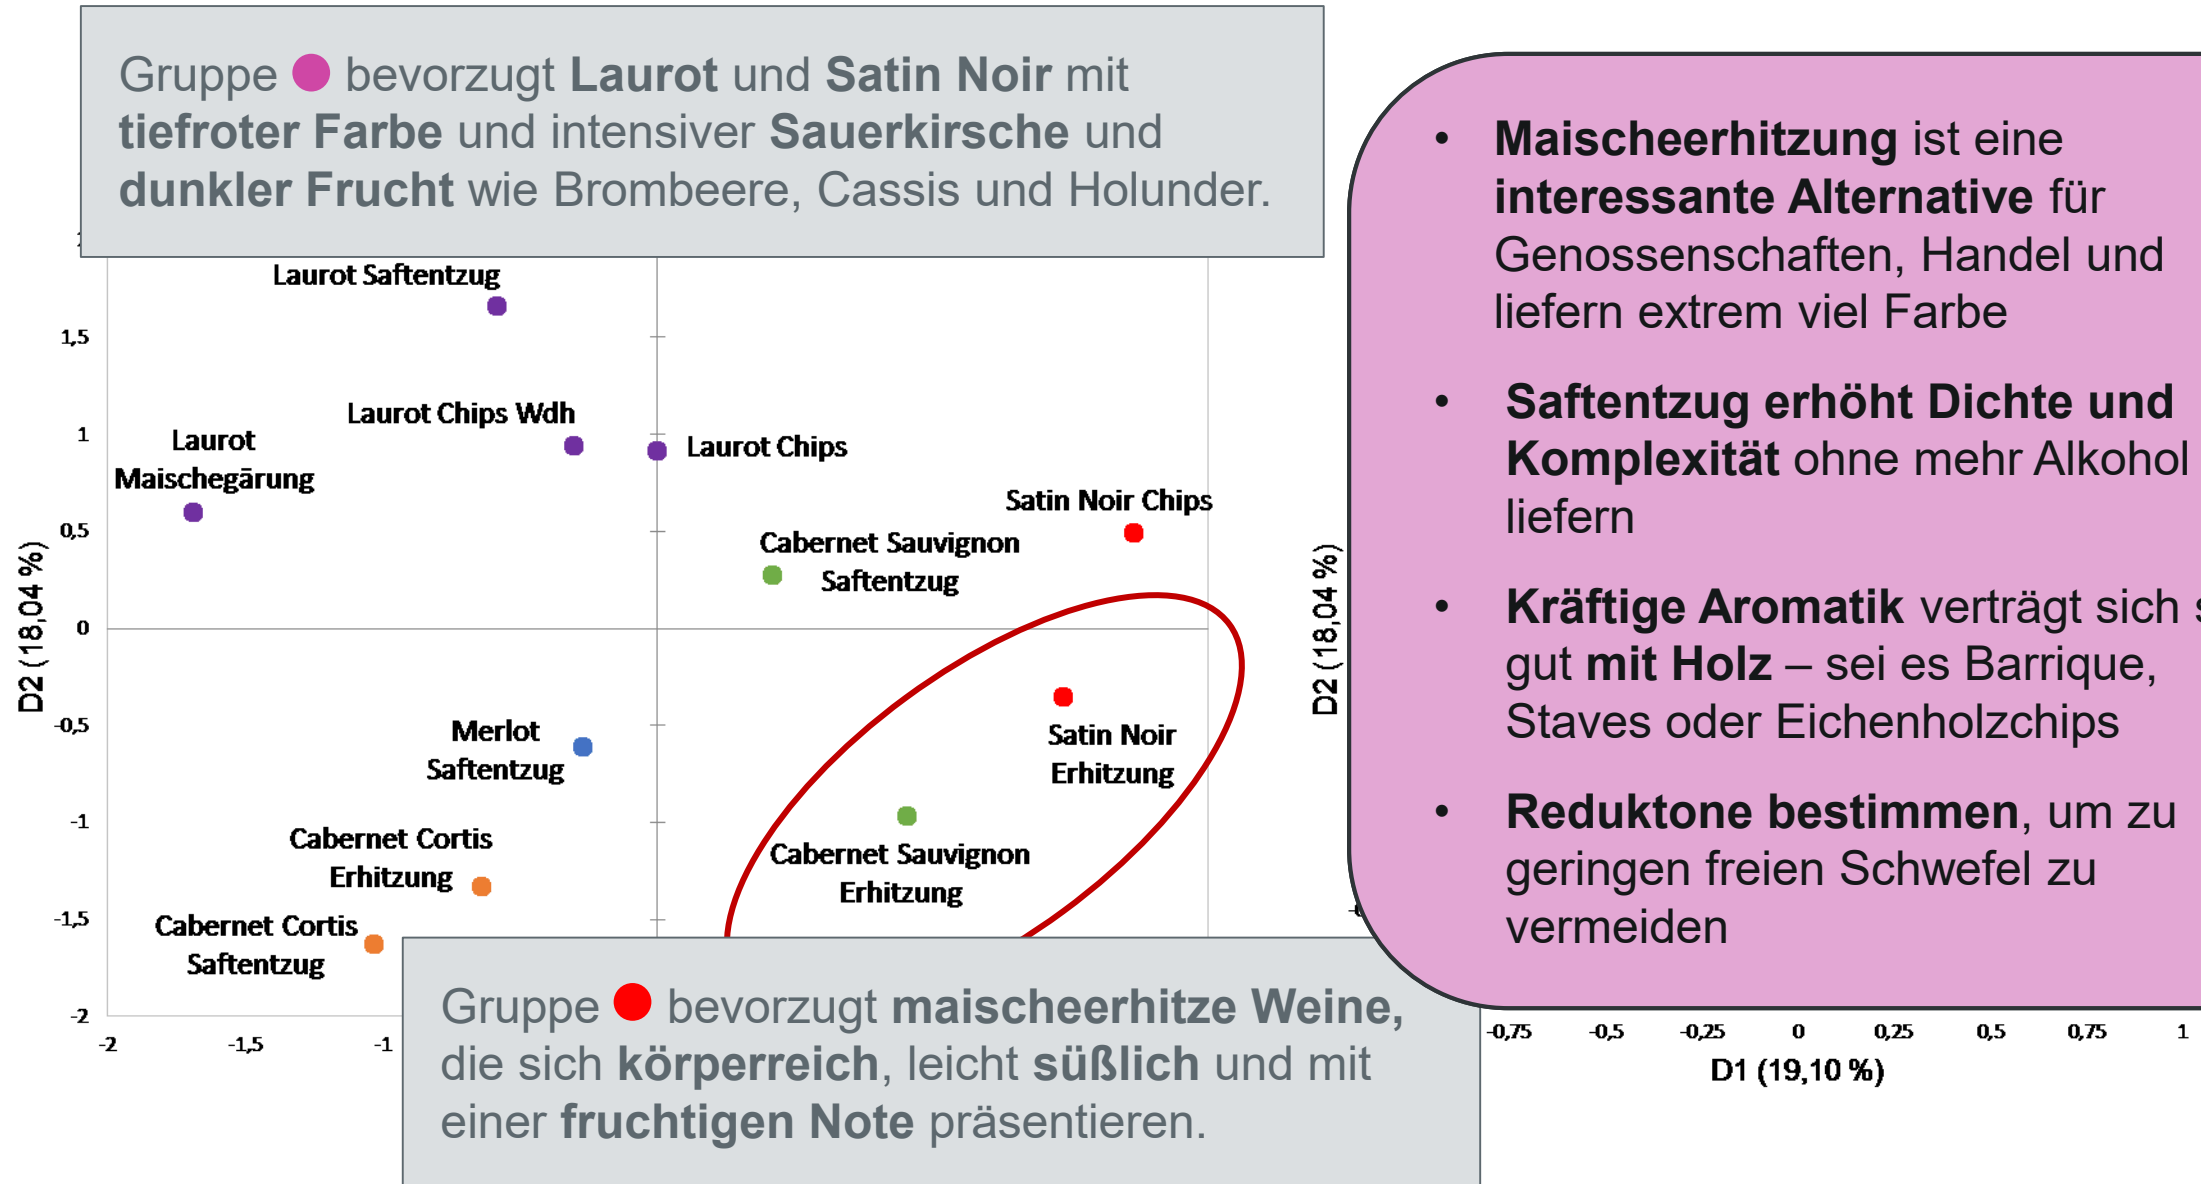 Gruppe bevorzugt Laurot und Satin Noir mit
tiefroter Farbe und intensiver Sauerkirsche und
dunkler Frucht wie Brombeere, Cassis und Holunder.
Laurot Saftentzug
1,5
Laurot Chips Wdh
1
Laurot
Maischegärung
Laurot Chips
Satin Noir Chips
0,5
Cabernet Sauvignon
Saftentzug
D2 (18,04 %)
0
-0,5
Merlot
Saftentzug
Satin Noir
Erhitzung
-1
Cabernet Cortis
Erhitzung
Cabernet Sauvignon
Erhitzung
-1,5
Cabernet Cortis
Saftentzug
-2
-2
-1,5
-1
Gruppe bevorzugt maischeerhitze Weine,
die sich körperreich, leicht süßlich und mit
einer fruchtigen Note präsentieren.
• Maischeerhitzung ist eine
interessante Alternative für
Genossenschaften, Handel und
liefern extrem viel Farbe
• Saftentzug erhöht Dichte und
Komplexität ohne mehr Alkohol
liefern
• Kräftige Aromatik verträgt sich
gut mit Holz – sei es Barrique,
Staves oder Eichenholzchips
• Reduktone bestimmen, um zu
geringen freien Schwefel zu
vermeiden
D2 (18,04 %)
-0,75
-0,5
-0,25
0
0,25
0,5
0,75
1
D1 (19,10 %)